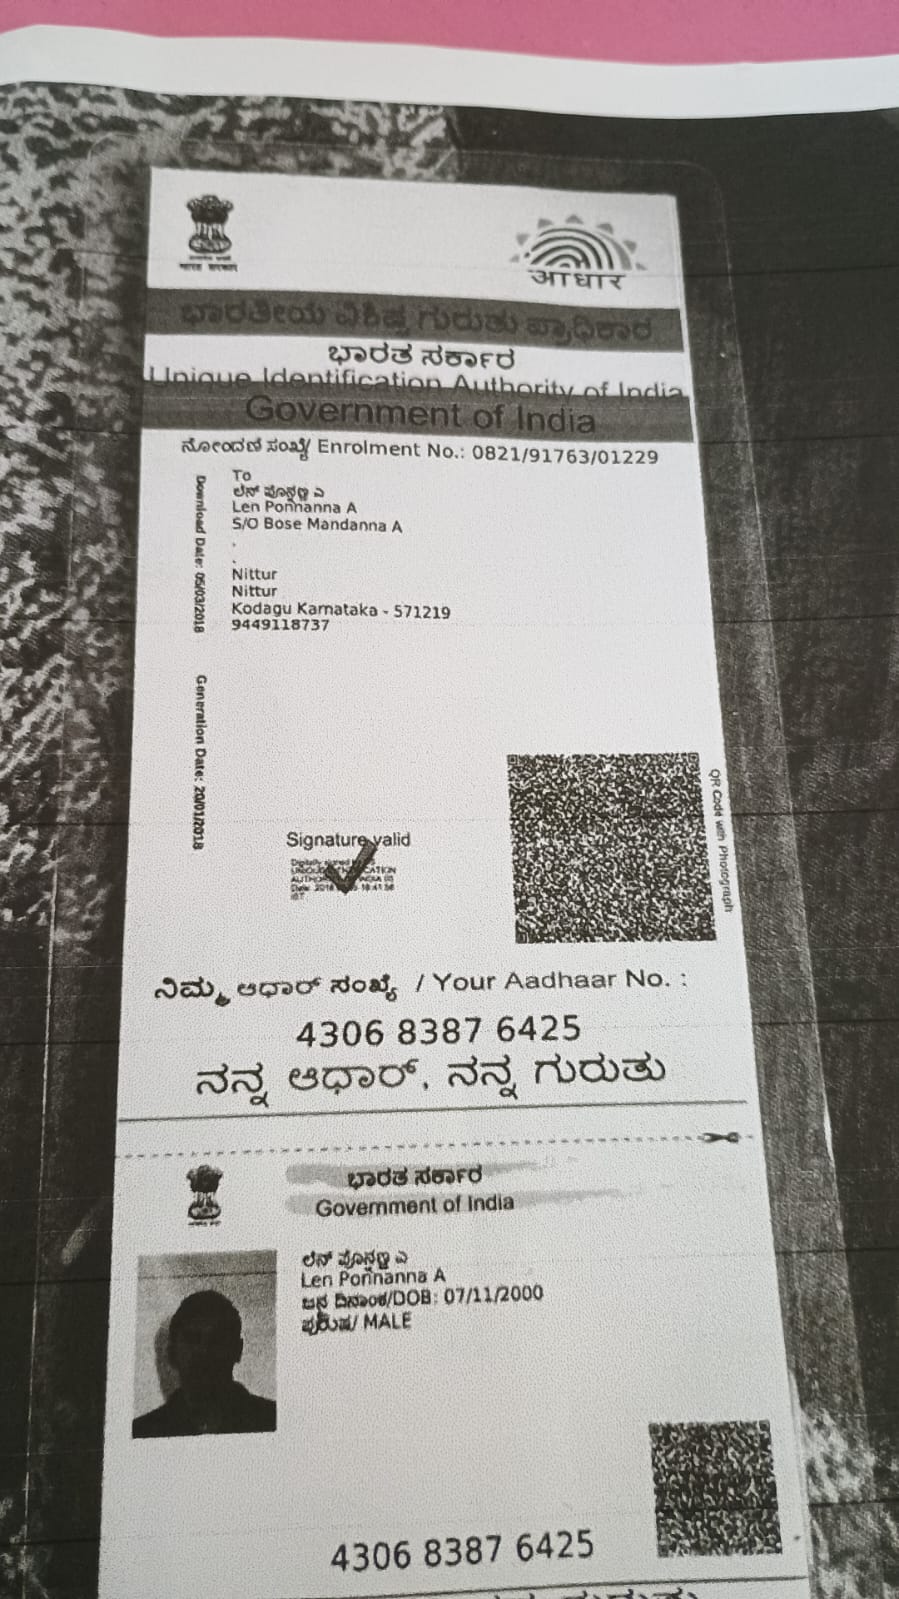 आधार
ಭಾರತೀಯ ವಿಶಿಷ್ಟ ಗುರುತು ಪ್ರಾಧಿಕಾರ
ಭಾರತ ಸರ್ಕಾರ
Unique Identification Authority of India
Government of India
ನೋಂದಣಿ ಸಂಖ್ಯೆ/ Enrolment No.: 0821/91763/01229
Download Date: 05/03/2018
To
ಲೆನ್ ಪೊನ್ನಣ್ಣ ಎ
Len Ponnanna A
S/O Bose Mandanna A
.
.
Nittur
Nittur
Kodagu Karnataka - 571219
9449118737
Generation Date: 20/01/2018
QR Code with Photograph
Signature valid
ನಿಮ್ಮ ಆಧಾರ್ ಸಂಖ್ಯೆ / Your Aadhaar No. :
4306 8387 6425
ನನ್ನ ಆಧಾರ್, ನನ್ನ ಗುರುತು
ಭಾರತ ಸರ್ಕಾರ
Government of India
ಲೆನ್ ಪೊನ್ನಣ್ಣ ಎ
Len Ponnanna A
ಜನ್ಮ ದಿನಾಂಕ/DOB: 07/11/2000
ಪುರುಷ/ MALE
4306 8387 6425